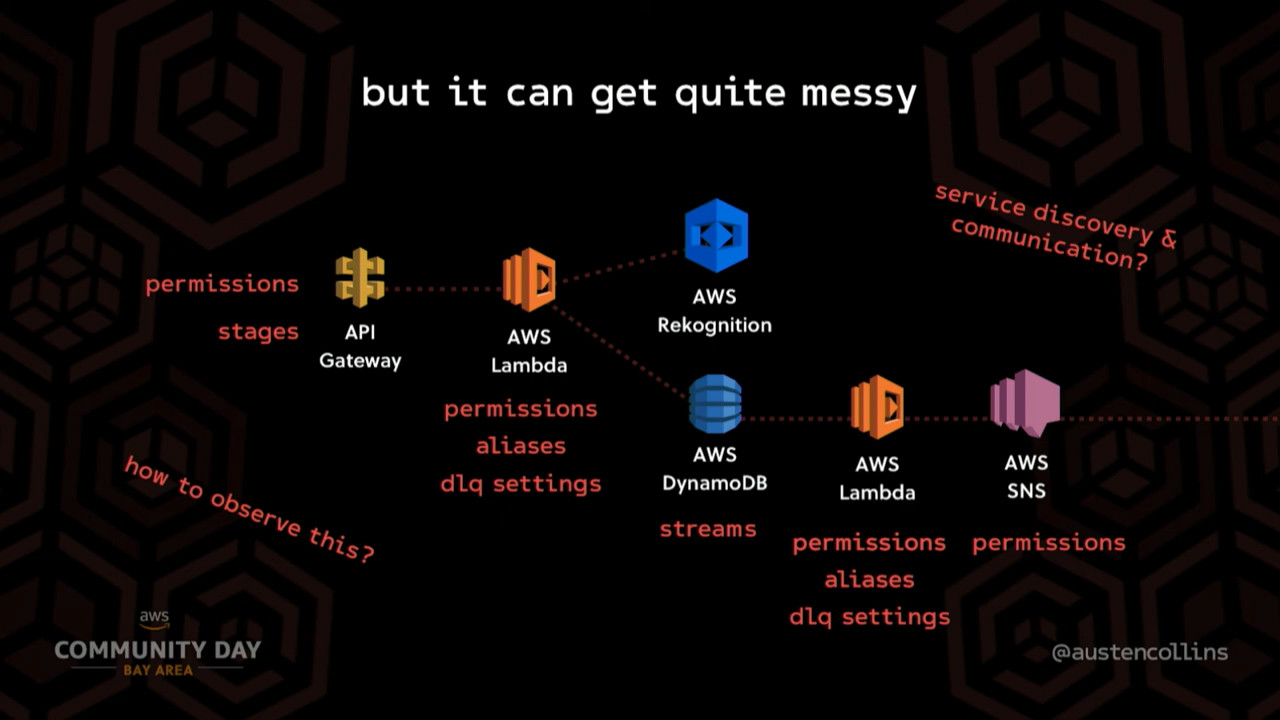 but it can get quite messy
service discovery &
communication?
permissions
stages
API
Gateway
AWS
Lambda
permissions
aliases
dlq settings
AWS
Rekognition
AWS
DynamoDB
streams
AWS
Lambda
permissions
aliases
dlq settings
AWS
SNS
permissions
how to observe this?
aws
COMMUNITY DAY
BAY AREA
@austencollins